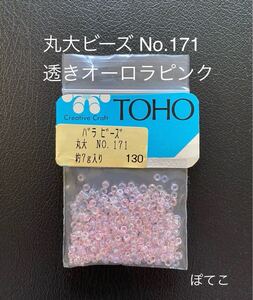 丸大ビーズ No.171
透きオーロラピンク
Creative Craft
TOHO
バラ ビーズ
丸大 NO.171
約7g入り 130
ぽてこ